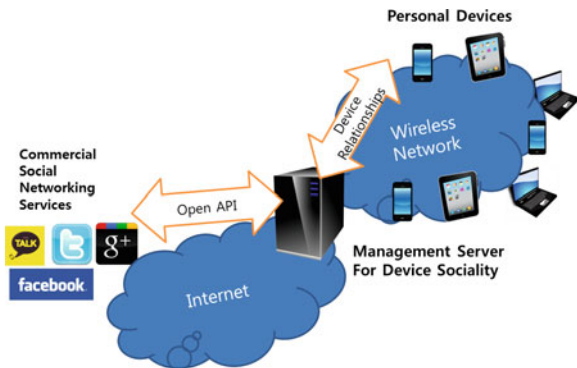 Personal Devices
Device
Relationships
Wireless
Network
Commercial
Social
Networking
Services
Open API
TALK
t
g+
facebook
Management Server
For Device Sociality
Internet